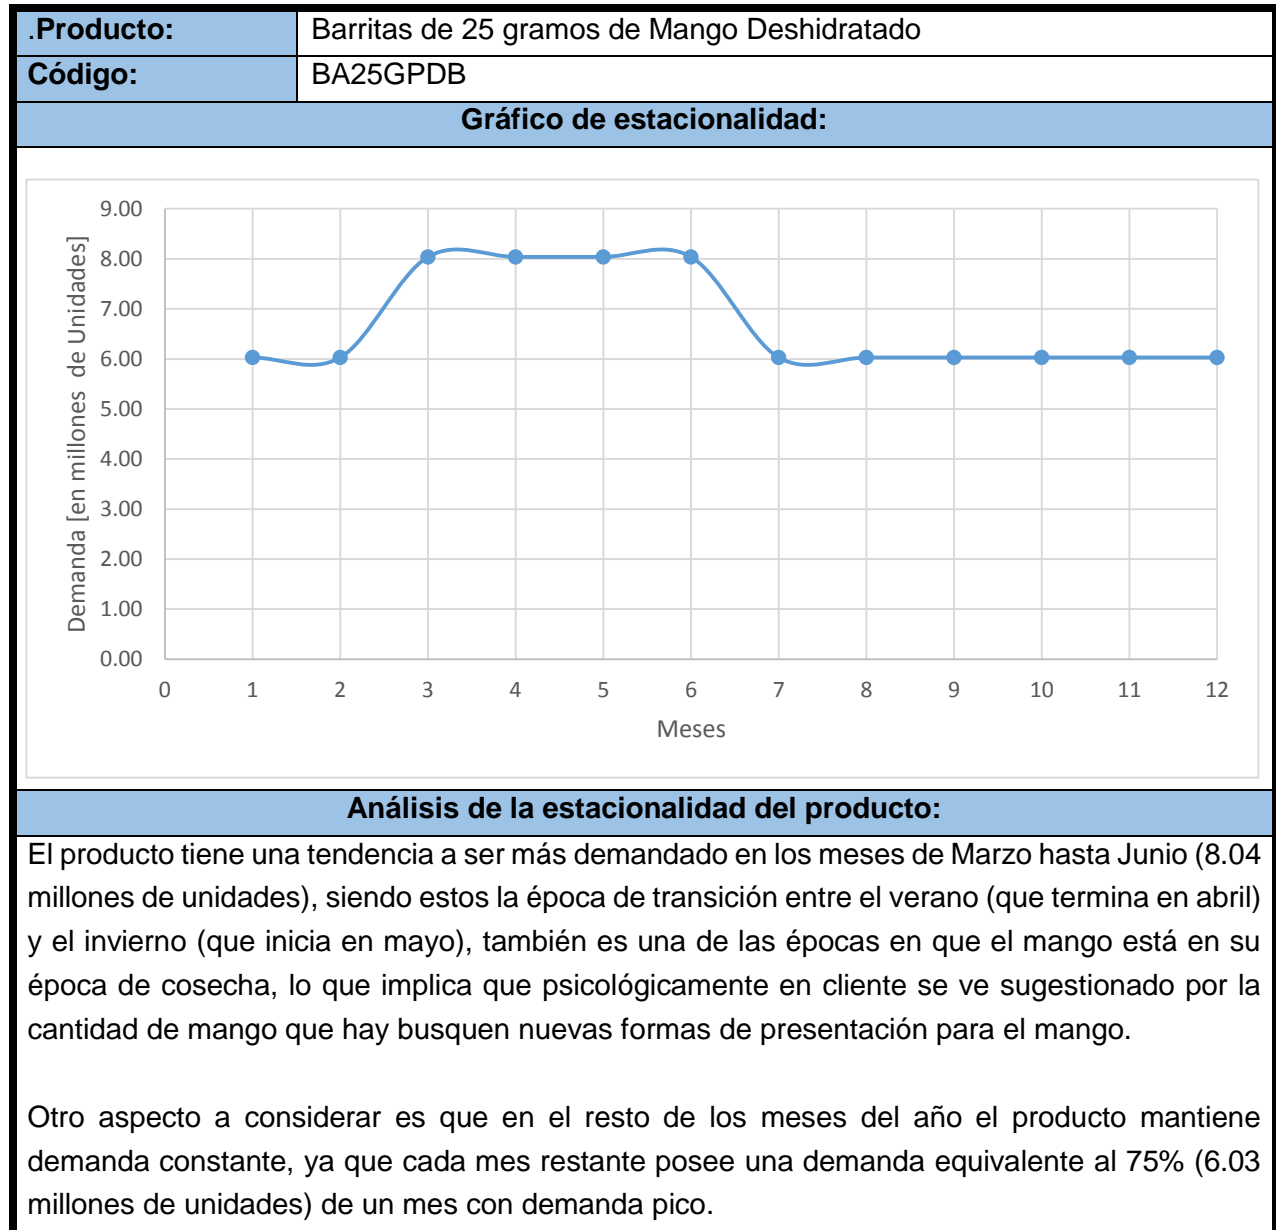 .Producto: Barritas de 25 gramos de Mango Deshidratado
Código: BA25GPDB
Gráfico de estacionalidad:
9.00
8.00
7.00
6.00
5.00
4.00
3.00
2.00
1.00
0.00
Demanda [en millones de Unidades]
0 1 2 3 4 5 6 7 8 9 10 11 12
Meses
Análisis de la estacionalidad del producto:
El producto tiene una tendencia a ser más demandado en los meses de Marzo hasta Junio (8.04
millones de unidades), siendo estos la época de transición entre el verano (que termina en abril)
y el invierno (que inicia en mayo), también es una de las épocas en que el mango está en su
época de cosecha, lo que implica que psicológicamente en cliente se ve sugestionado por la
cantidad de mango que hay busquen nuevas formas de presentación para el mango.
Otro aspecto a considerar es que en el resto de los meses del año el producto mantiene
demanda constante, ya que cada mes restante posee una demanda equivalente al 75% (6.03
millones de unidades) de un mes con demanda pico.